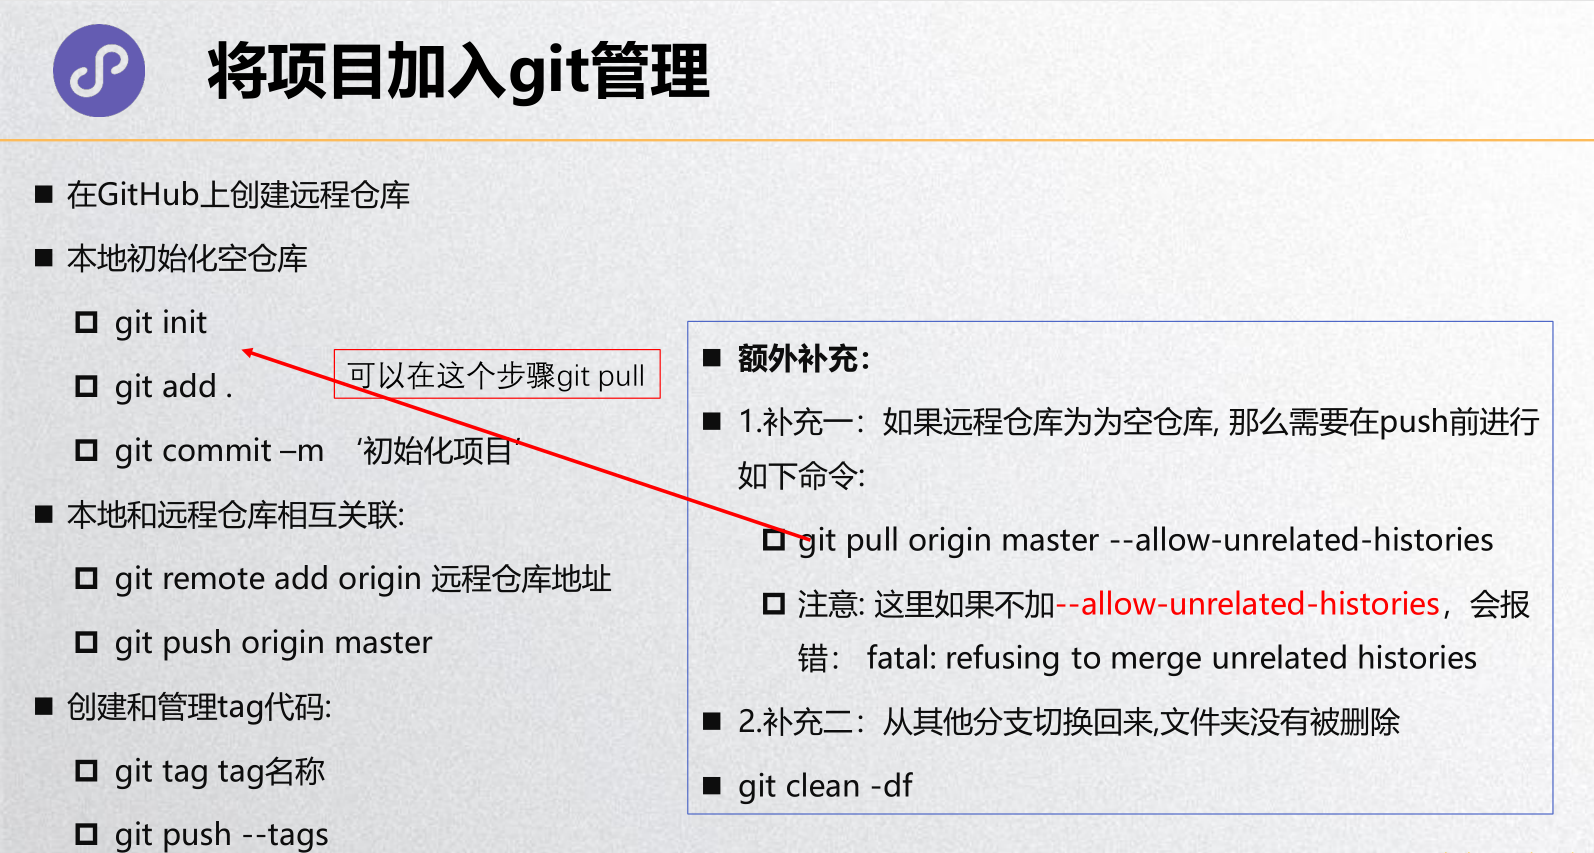 将项目加入git管理
在GitHub上创建远程仓库
本地初始化空仓库
git init
git add .
git commit –m ‘初始化项目’
本地和远程仓库相互关联:
git remote add origin 远程仓库地址
git push origin master
创建和管理tag代码:
git tag tag名称
git push --tags
可以在这个步骤git pull
额外补充：
1.补充一：如果远程仓库为为空仓库, 那么需要在push前进行
如下命令:
git pull origin master --allow-unrelated-histories
注意: 这里如果不加--allow-unrelated-histories，会报
错： fatal: refusing to merge unrelated histories
2.补充二：从其他分支切换回来,文件夹没有被删除
git clean -df